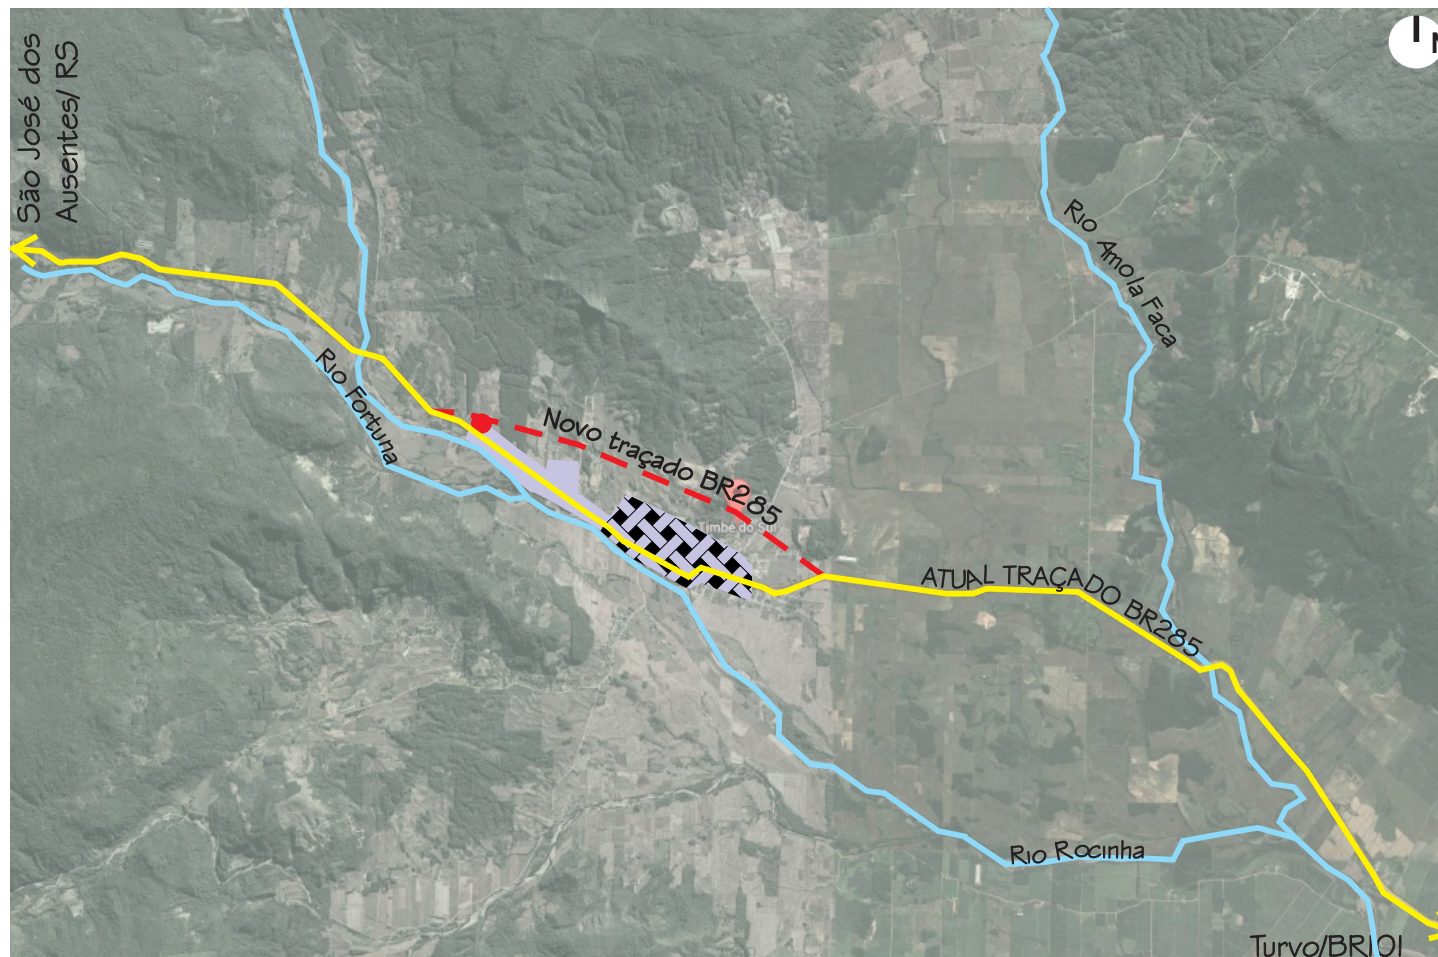 São José dos
Ausentes/ RS
N
Rio Amola Faca
Rio Fortuna
Novo traçado BR285
Timbé do Sul
ATUAL TRAÇADO BR285
Rio Rocinha
Turvo/BR101